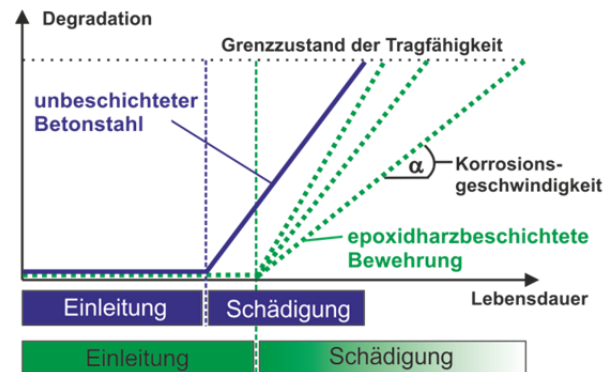 Degradation
Grenzzustand der Tragfähigkeit
unbeschichteter
Betonstahl
α
Korrosions-
geschwindigkeit
epoxidharzbeschichtete
Bewehrung
Lebensdauer
Einleitung
Schädigung
Einleitung
Schädigung